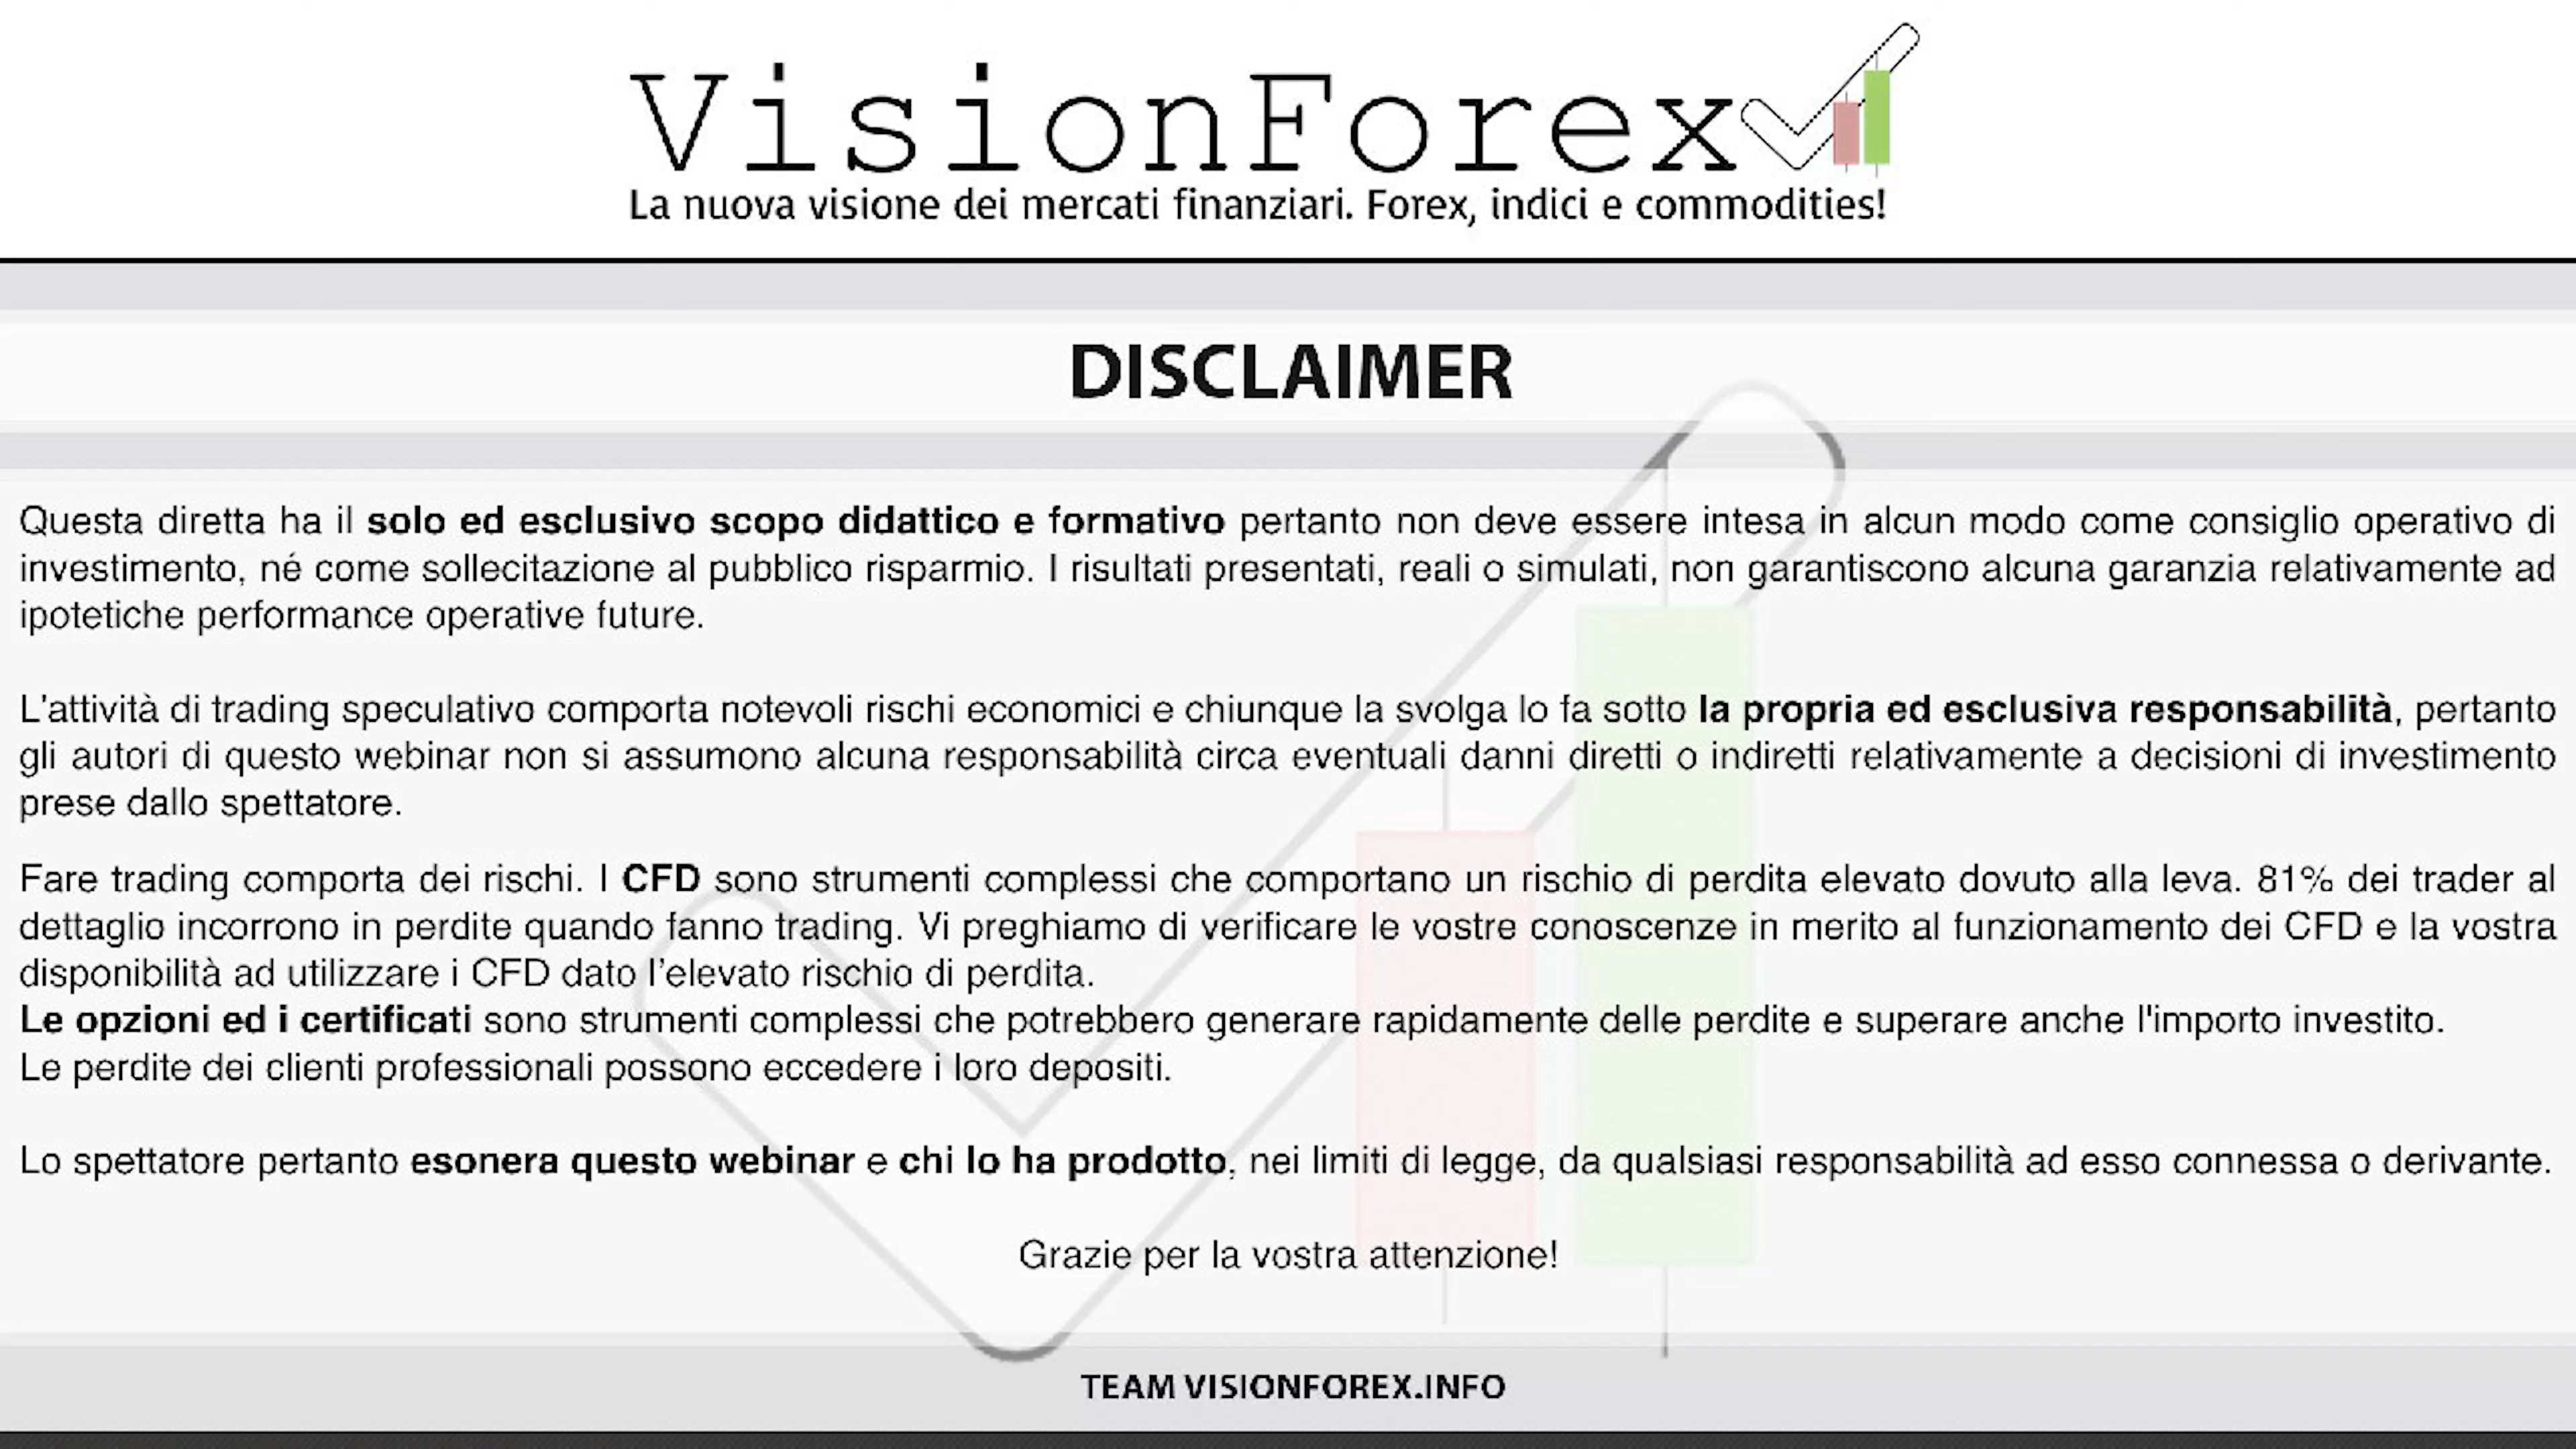 VisionForex
La nuova visione dei mercati finanziari. Forex, indici e commodities!
DISCLAIMER
Questa diretta ha il solo ed esclusivo scopo didattico e formativo pertanto non deve essere intesa in alcun modo come consiglio operativo di
investimento, né come sollecitazione al pubblico risparmio. I risultati presentati, reali o simulati, non garantiscono alcuna garanzia relativamente ad
ipotetiche performance operative future.
L'attività di trading speculativo comporta notevoli rischi economici e chiunque la svolga lo fa sotto la propria ed esclusiva responsabilità, pertanto
gli autori di questo webinar non si assumono alcuna responsabilità circa eventuali danni diretti o indiretti relativamente a decisioni di investimento
prese dallo spettatore.
Fare trading comporta dei rischi. I CFD sono strumenti complessi che comportano un rischio di perdita elevato dovuto alla leva. 81% dei trader al
dettaglio incorrono in perdite quando fanno trading. Vi preghiamo di verificare le vostre conoscenze in merito al funzionamento dei CFD e la vostra
disponibilità ad utilizzare i CFD dato l'elevato rischio di perdita.
Le opzioni ed i certificati sono strumenti complessi che potrebbero generare rapidamente delle perdite e superare anche l'importo investito.
Le perdite dei clienti professionali possono eccedere i loro depositi.
Lo spettatore pertanto esonera questo webinar e chi lo ha prodotto, nei limiti di legge, da qualsiasi responsabilità ad esso connessa o derivante.
Grazie per la vostra attenzione!
TEAM VISIONFOREX.INFO